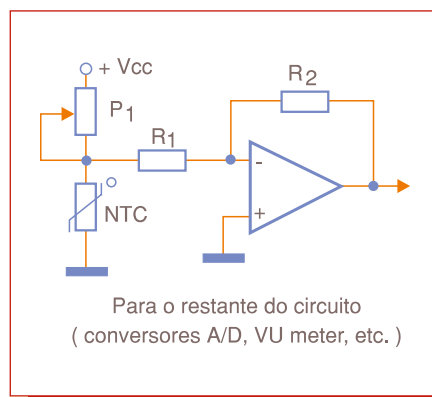 + Vcc
P1
R1
R2
-
+
NTC
Para o restante do circuito
( conversores A/D, VU meter, etc. )